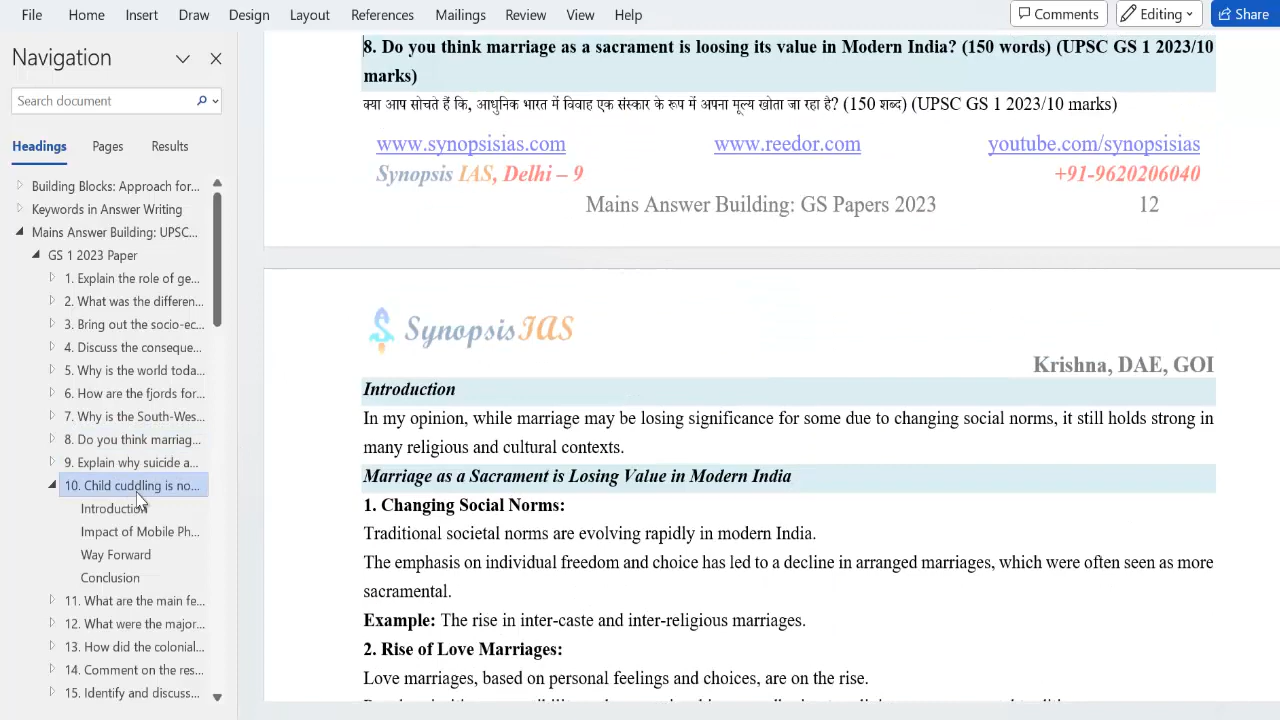 File Home Insert Draw Design Layout References Mailings Review View Help Comments Editing Share
Navigation
Search document
Headings Pages Results
Building Blocks: Approach for...
Keywords in Answer Writing
Mains Answer Building: UPSC...
GS 1 2023 Paper
1. Explain the role of ge...
2. What was the differen...
3. Bring out the socio-ec...
4. Discuss the conseque...
5. Why is the world toda...
6. How are the fjords for...
7. Why is the South-Wes...
8. Do you think marriag...
9. Explain why suicide a...
10. Child cuddling is no...
Introduction
Impact of Mobile Ph...
Way Forward
Conclusion
11. What are the main fe...
12. What were the major...
13. How did the colonial...
14. Comment on the res...
15. Identify and discuss...
8. Do you think marriage as a sacrament is loosing its value in Modern India? (150 words) (UPSC GS 1 2023/10
marks)
क्या आप सोचते हैं कि, आधुनिक भारत में विवाह एक संस्कार के रूप में अपना मूल्य खोता जा रहा है? (150 शब्द) (UPSC GS 1 2023/10 marks)
www.synopsisias.com www.reedor.com youtube.com/synopsisias
Synopsis IAS, Delhi – 9 +91-9620206040
Mains Answer Building: GS Papers 2023 12
SynopsisIAS
Krishna, DAE, GOI
Introduction
In my opinion, while marriage may be losing significance for some due to changing social norms, it still holds strong in
many religious and cultural contexts.
Marriage as a Sacrament is Losing Value in Modern India
1. Changing Social Norms:
Traditional societal norms are evolving rapidly in modern India.
The emphasis on individual freedom and choice has led to a decline in arranged marriages, which were often seen as more
sacramental.
Example: The rise in inter-caste and inter-religious marriages.
2. Rise of Love Marriages:
Love marriages, based on personal feelings and choices, are on the rise.